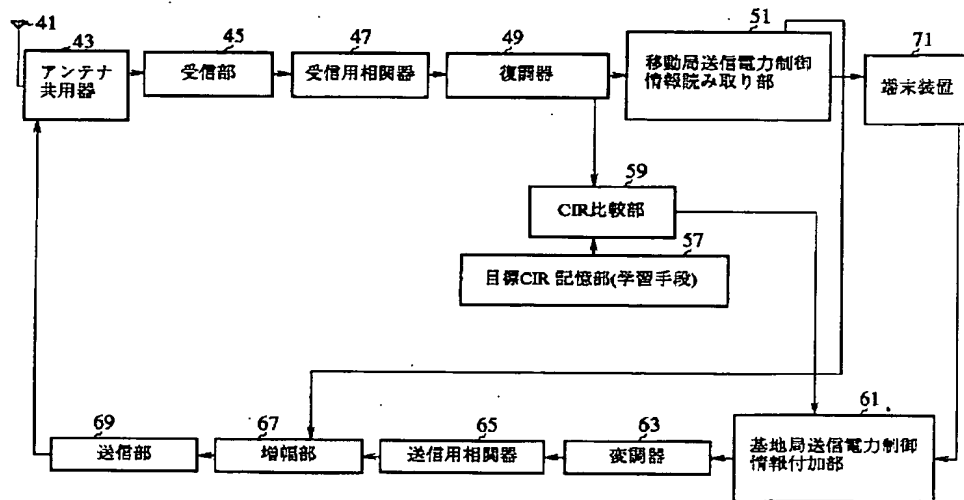 41
43
アンテナ
共用器
45
受信部
47
受信用相関器
49
復調器
51
移動局送信電力制御
情報読み取り部
71
端末装置
59
CIR比較部
57
目標CIR 記憶部(学習手段)
69
送信部
67
増幅部
65
送信用相関器
63
変調器
61
基地局送信電力制御
情報付加部